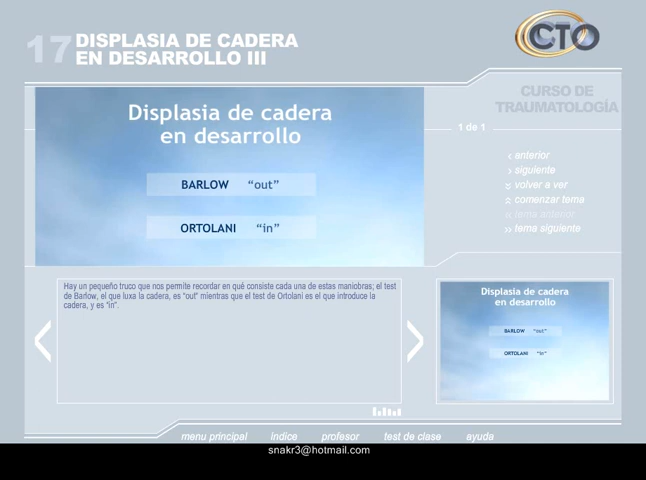 17 DISPLASIA DE CADERA
EN DESARROLLO III
CTO
CURSO DE
TRAUMATOLOGÍA
1 de 1
‹ anterior
› siguiente
volver a ver
comenzar tema
tema anterior
›› tema siguiente
Displasia de cadera
en desarrollo
BARLOW "out"
ORTOLANI "in"
Hay un pequeño truco que nos permite recordar en qué consiste cada una de estas maniobras; el test
de Barlow, el que luxa la cadera, es "out" mientras que el test de Ortolani es el que introduce la
cadera, y es "in".
Displasia de cadera
en desarrollo
BARLOW "out"
ORTOLANI "in"
menu principal índice profesor test de clase ayuda
snakr3@hotmail.com